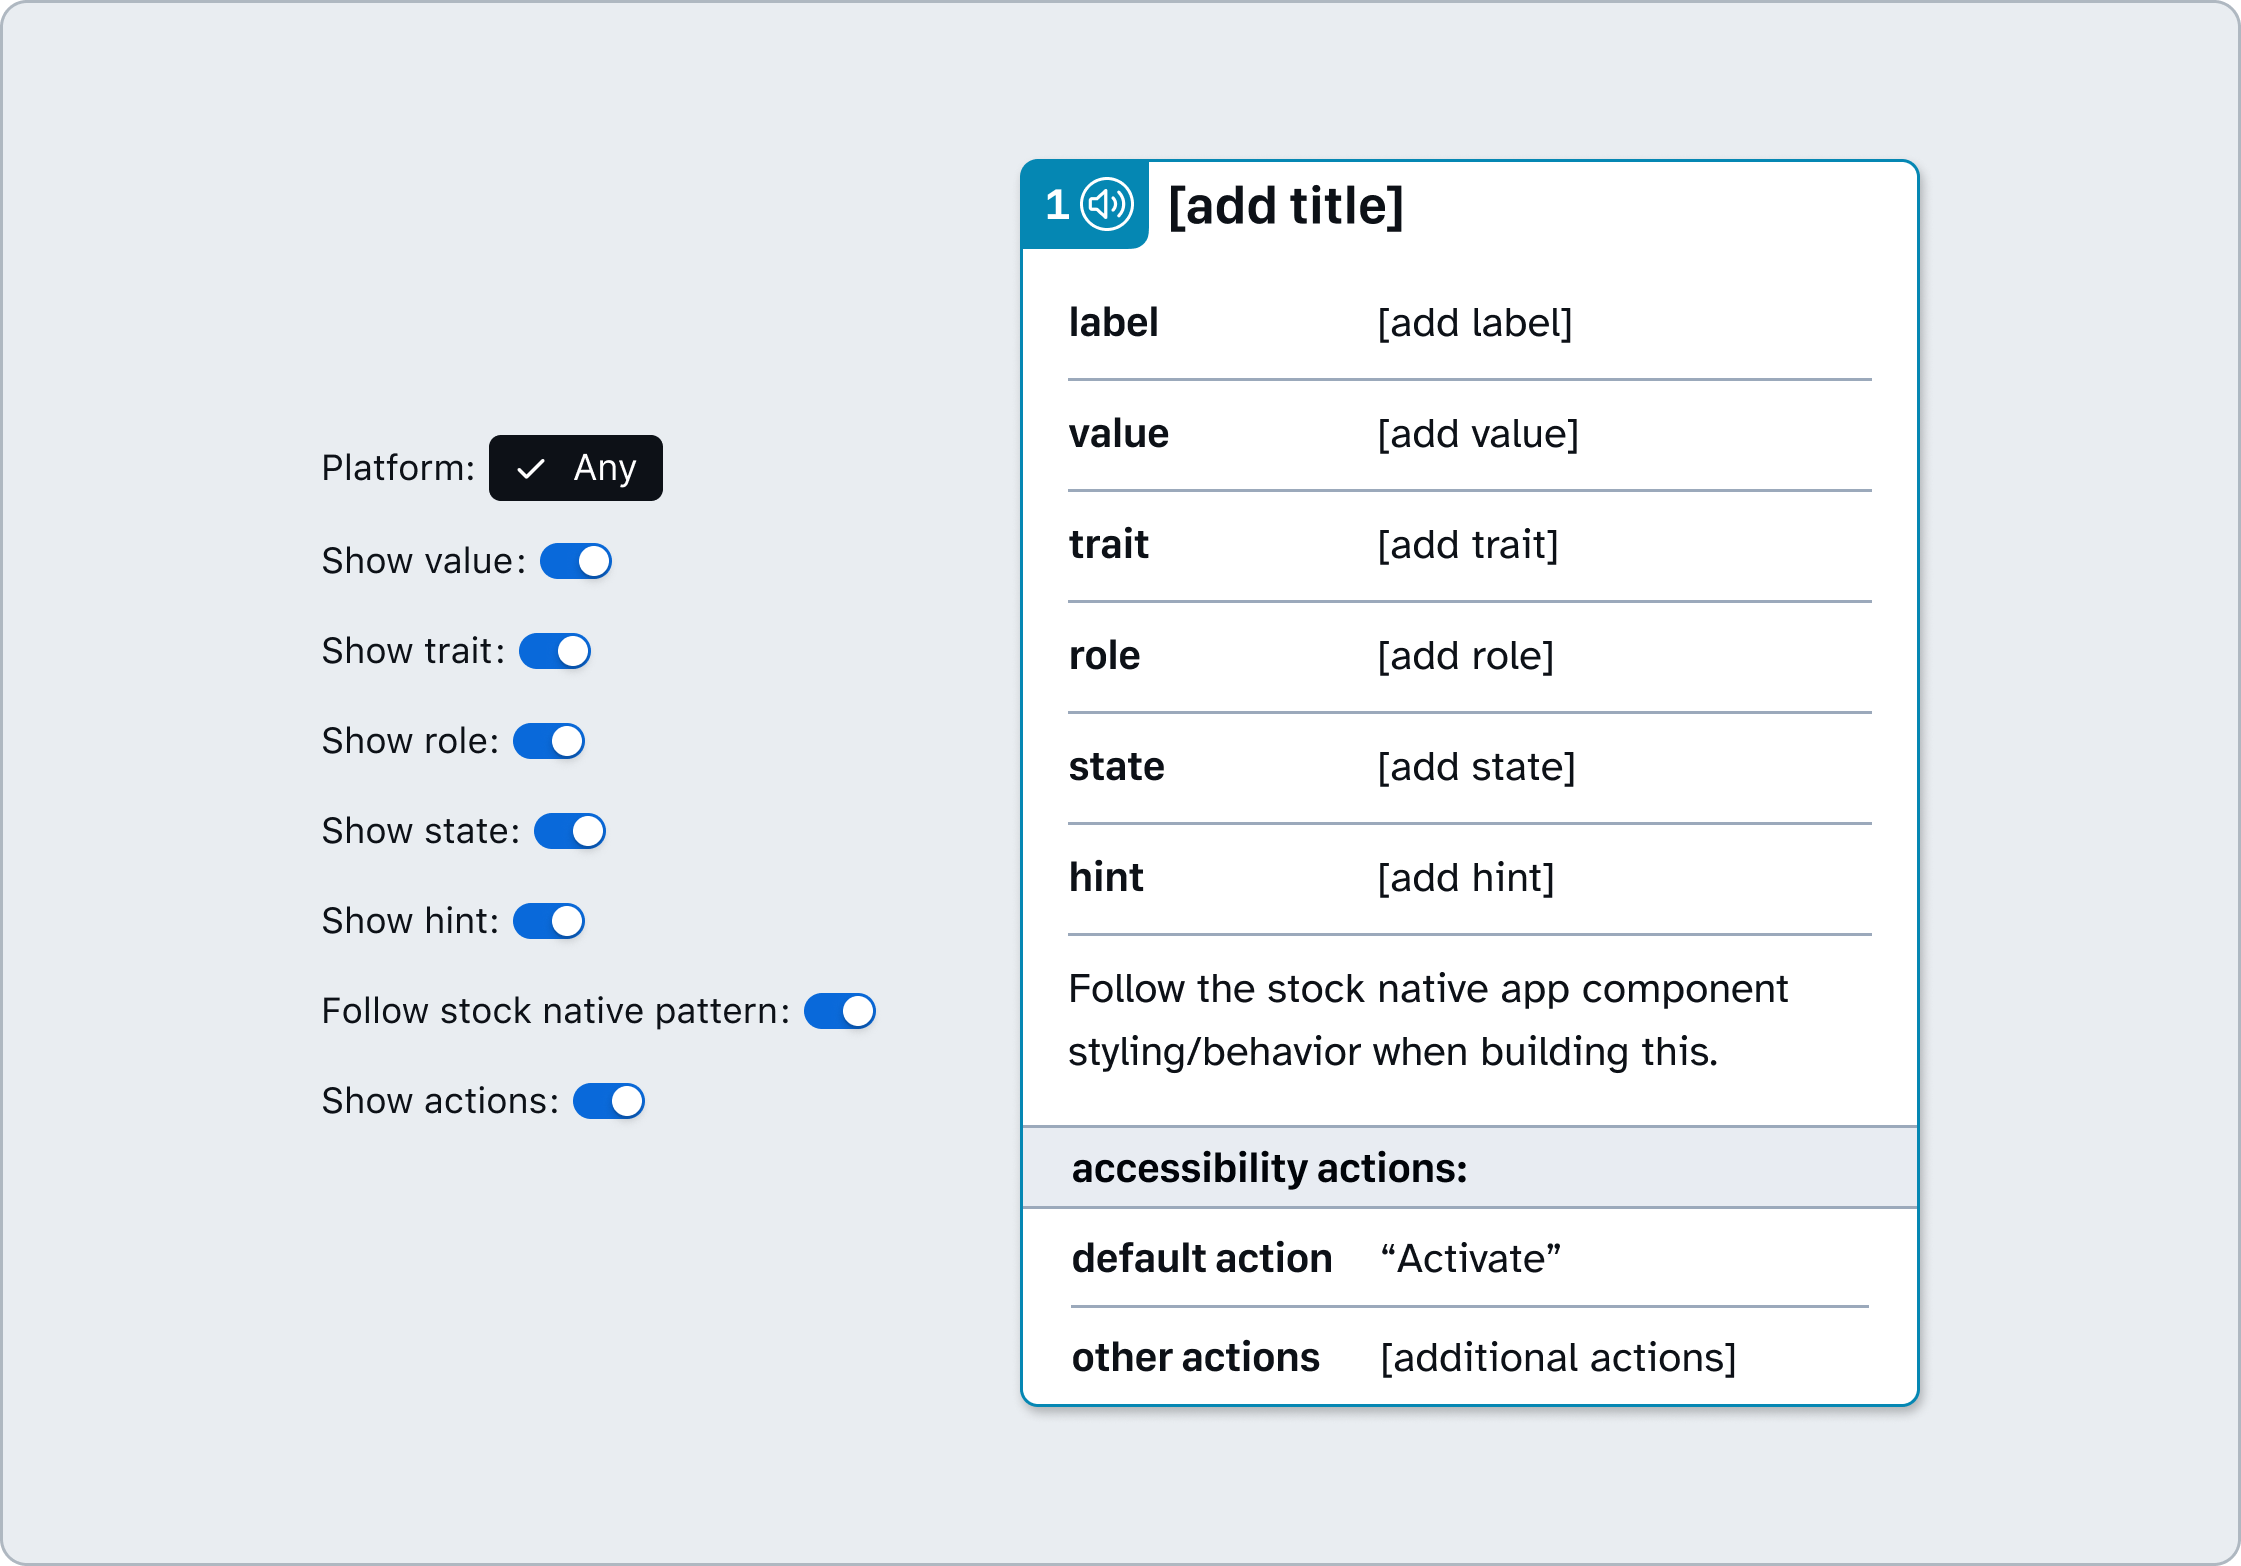 Platform: Any
Show value:
Show trait:
Show role:
Show state:
Show hint:
Follow stock native pattern:
Show actions:
1 [add title]
label [add label]
value [add value]
trait [add trait]
role [add role]
state [add state]
hint [add hint]
Follow the stock native app component
styling/behavior when building this.
accessibility actions:
default action “Activate”
other actions [additional actions]